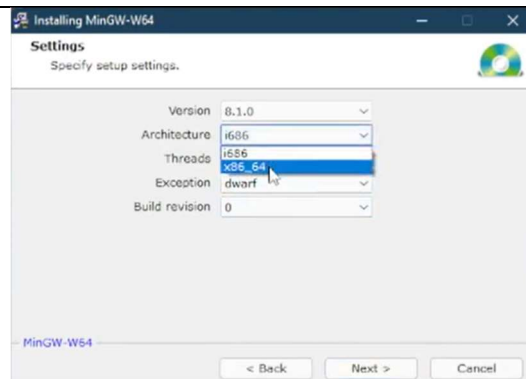 Installing MinGW-W64
Settings
Specify setup settings.
Version 8.1.0
Architecture i686
i686
Threads
x86_64
Exception dwarf
Build revision 0
MinGW-W64
< Back Next > Cancel